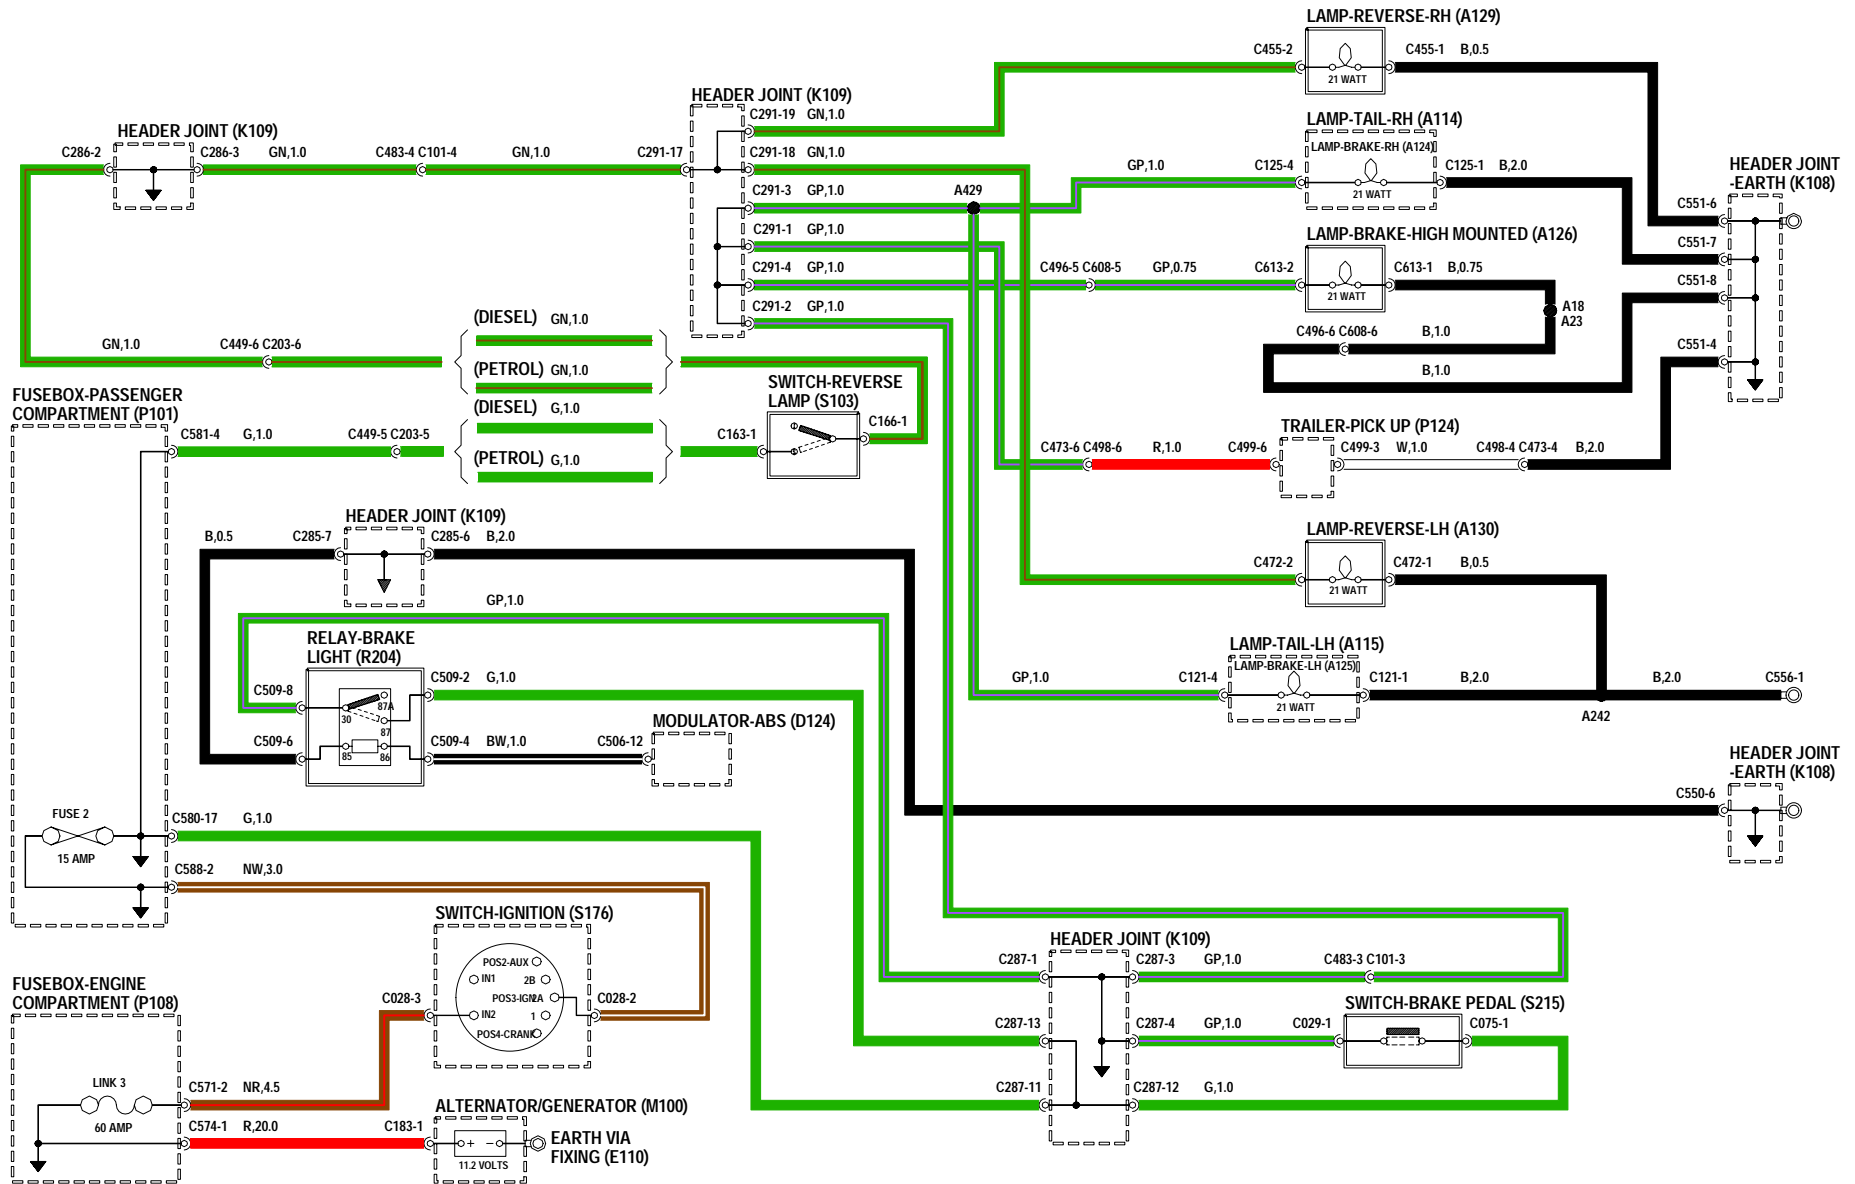 LAMP-REVERSE-RH (A129)
C455-2
C455-1 B,0.5
21 WATT
HEADER JOINT (K109)
C291-19 GN,1.0
LAMP-TAIL-RH (A114)
LAMP-BRAKE-RH (A124)
HEADER JOINT (K109)
C286-2
C286-3 GN,1.0
C483-4 C101-4
GN,1.0
C291-17
C291-18 GN,1.0
GP,1.0
C125-4
C125-1 B,2.0
21 WATT
HEADER JOINT
-EARTH (K108)
C291-3 GP,1.0
A429
C551-6
C291-1 GP,1.0
LAMP-BRAKE-HIGH MOUNTED (A126)
C551-7
C291-4 GP,1.0
C496-5 C608-5
GP,0.75
C613-2
C613-1 B,0.75
21 WATT
C551-8
C291-2 GP,1.0
A18
A23
(DIESEL) GN,1.0
C496-6 C608-6
B,1.0
C551-4
GN,1.0
C449-6 C203-6
(PETROL) GN,1.0
B,1.0
FUSEBOX-PASSENGER
COMPARTMENT (P101)
SWITCH-REVERSE
LAMP (S103)
(DIESEL) G,1.0
C166-1
C581-4 G,1.0
C449-5 C203-5
(PETROL) G,1.0
C163-1
TRAILER-PICK UP (P124)
C473-6 C498-6
R,1.0
C499-6
C499-3 W,1.0
C498-4 C473-4
B,2.0
HEADER JOINT (K109)
B,0.5
C285-7
C285-6 B,2.0
LAMP-REVERSE-LH (A130)
C472-2
C472-1 B,0.5
21 WATT
GP,1.0
RELAY-BRAKE
LIGHT (R204)
C509-8
C509-2 G,1.0
87A
30
87
85
86
C509-6
C509-4 BW,1.0
C506-12
MODULATOR-ABS (D124)
LAMP-TAIL-LH (A115)
LAMP-BRAKE-LH (A125)
GP,1.0
C121-4
C121-1
B,2.0
B,2.0
C556-1
21 WATT
A242
HEADER JOINT
-EARTH (K108)
C550-6
FUSE 2
15 AMP
C580-17 G,1.0
C588-2 NW,3.0
SWITCH-IGNITION (S176)
POS2-AUX
IN1
2B
POS3-IGN
2A
IN2
1
POS4-CRANK
C028-3
C028-2
HEADER JOINT (K109)
C287-1
C287-3 GP,1.0
C483-3 C101-3
SWITCH-BRAKE PEDAL (S215)
C287-13
C287-4 GP,1.0
C029-1
C075-1
C287-11
C287-12 G,1.0
FUSEBOX-ENGINE
COMPARTMENT (P108)
LINK 3
60 AMP
C571-2 NR,4.5
C574-1 R,20.0
C183-1
ALTERNATOR/GENERATOR (M100)
+ -
11.2 VOLTS
EARTH VIA
FIXING (E110)